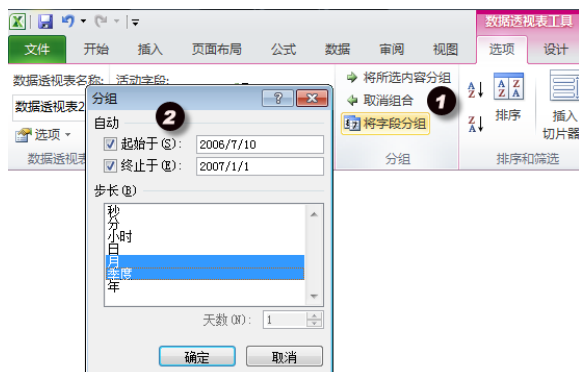 数据透视表工具
文件 开始 插入 页面布局 公式 数据 审阅 视图 选项 设计
数据透视表名称: 活动字段:
数据透视表2
选项
数据透视表
将所选内容分组
取消组合
将字段分组
分组
1
排序
插入
切片器
排序和筛选
分组
2
自动
起始于(S): 2006/7/10
终止于(E): 2007/1/1
步长(B)
秒
分
小时
日
月
季度
年
天数(N): 1
确定 取消